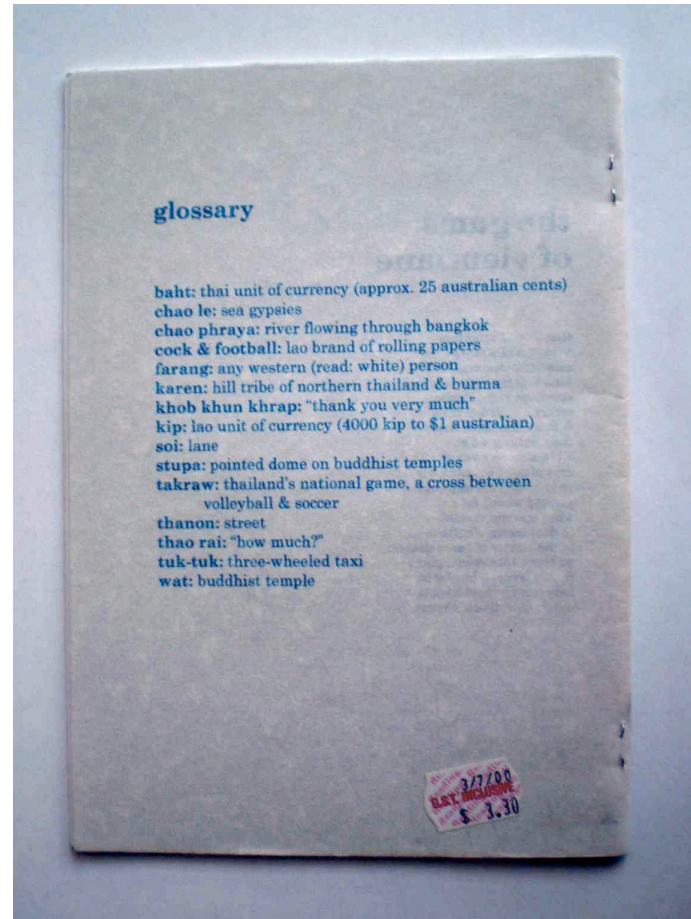 glossary
baht: thai unit of currency (approx. 25 australian cents)
chao le: sea gypsies
chao phraya: river flowing through bangkok
cock & football: lao brand of rolling papers
farang: any western (read: white) person
karen: hill tribe of northern thailand & burma
khob khun khrap: “thank you very much”
kip: lao unit of currency (4000 kip to $1 australian)
soi: lane
stupa: pointed dome on buddhist temples
takraw: thailand's national game, a cross between
volleyball & soccer
thanon: street
thao rai: “how much?”
tuk-tuk: three-wheeled taxi
wat: buddhist temple
3/7/00
G.S.T. INCLUSIVE
$ 3.30